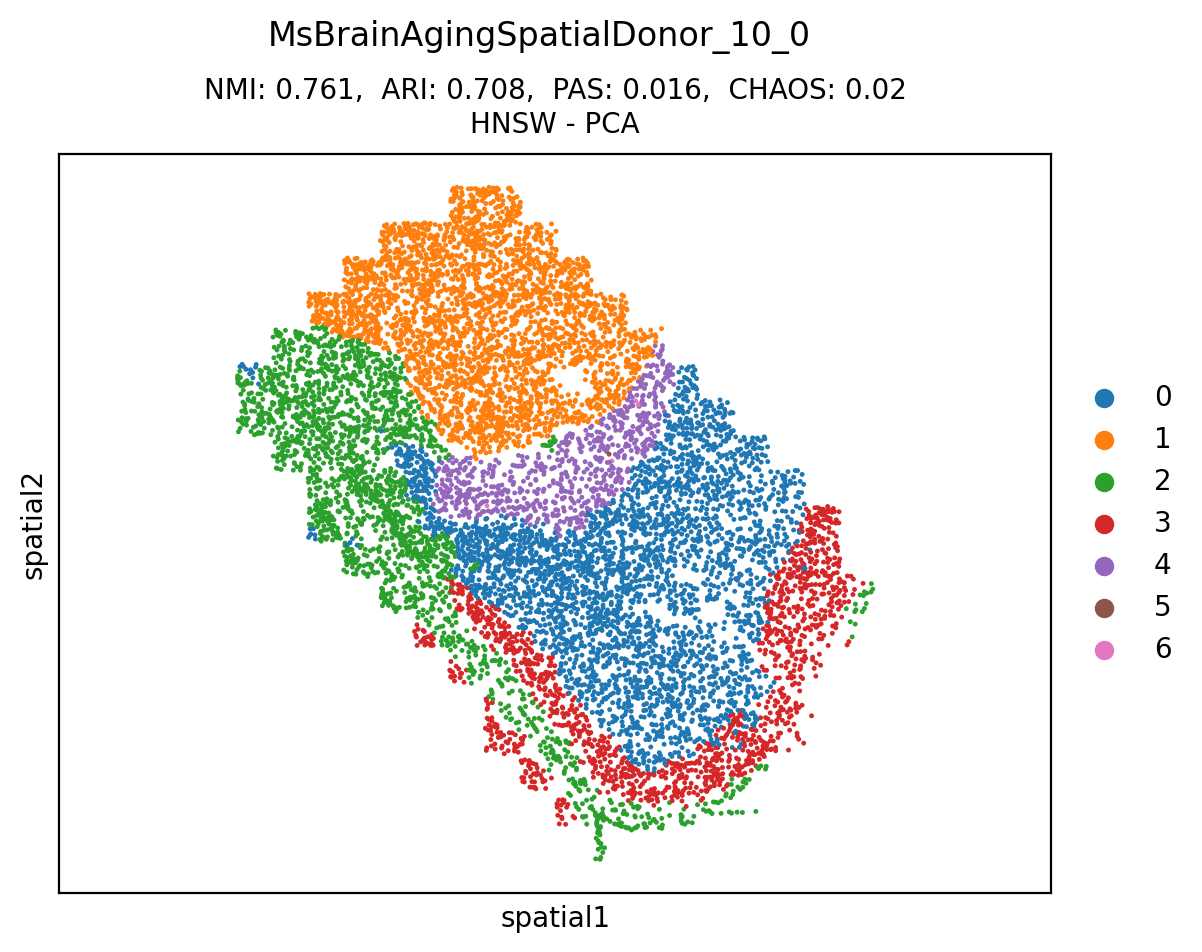 MsBrainAgingSpatialDonor_10_0
NMI: 0.761,  ARI: 0.708,  PAS: 0.016,  CHAOS: 0.02
HNSW - PCA
spatial2
spatial1
0
1
2
3
4
5
6